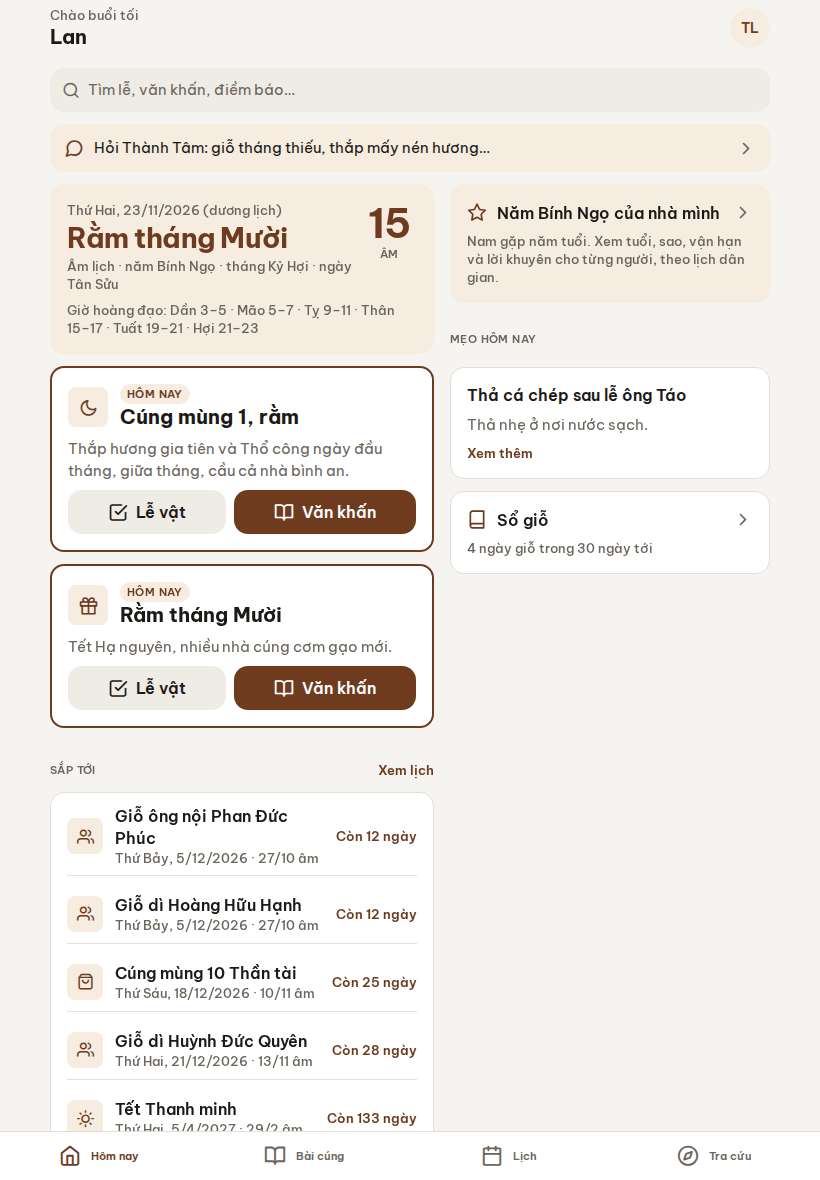 Chào buổi tối
Lan
TL
Tìm lễ, văn khấn, điềm báo…
Hỏi Thành Tâm: giỗ tháng thiếu, thắp mấy nén hương…
Thứ Hai, 23/11/2026 (dương lịch)
Rằm tháng Mười
Âm lịch · năm Bính Ngọ · tháng Kỷ Hợi · ngày
Tân Sửu
15
ÂM
Giờ hoàng đạo: Dần 3–5 · Mão 5–7 · Tỵ 9–11 · Thân
15–17 · Tuất 19–21 · Hợi 21–23
HÔM NAY
Cúng mùng 1, rằm
Thắp hương gia tiên và Thổ công ngày đầu
tháng, giữa tháng, cầu cả nhà bình an.
Lễ vật
Văn khấn
HÔM NAY
Rằm tháng Mười
Tết Hạ nguyên, nhiều nhà cúng cơm gạo mới.
Lễ vật
Văn khấn
SẮP TỚI
Xem lịch
Giỗ ông nội Phan Đức
Phúc
Thứ Bảy, 5/12/2026 · 27/10 âm
Còn 12 ngày
Giỗ dì Hoàng Hữu Hạnh
Thứ Bảy, 5/12/2026 · 27/10 âm
Còn 12 ngày
Cúng mùng 10 Thần tài
Thứ Sáu, 18/12/2026 · 10/11 âm
Còn 25 ngày
Giỗ dì Huỳnh Đức Quyên
Thứ Hai, 21/12/2026 · 13/11 âm
Còn 28 ngày
Tết Thanh minh
Thứ Hai, 5/4/2027 · 29/2 âm
Còn 133 ngày
Năm Bính Ngọ của nhà mình
Nam gặp năm tuổi. Xem tuổi, sao, vận hạn
và lời khuyên cho từng người, theo lịch dân
gian.
MẸO HÔM NAY
Thả cá chép sau lễ ông Táo
Thả nhẹ ở nơi nước sạch.
Xem thêm
Sổ giỗ
4 ngày giỗ trong 30 ngày tới
Hôm nay
Bài cúng
Lịch
Tra cứu